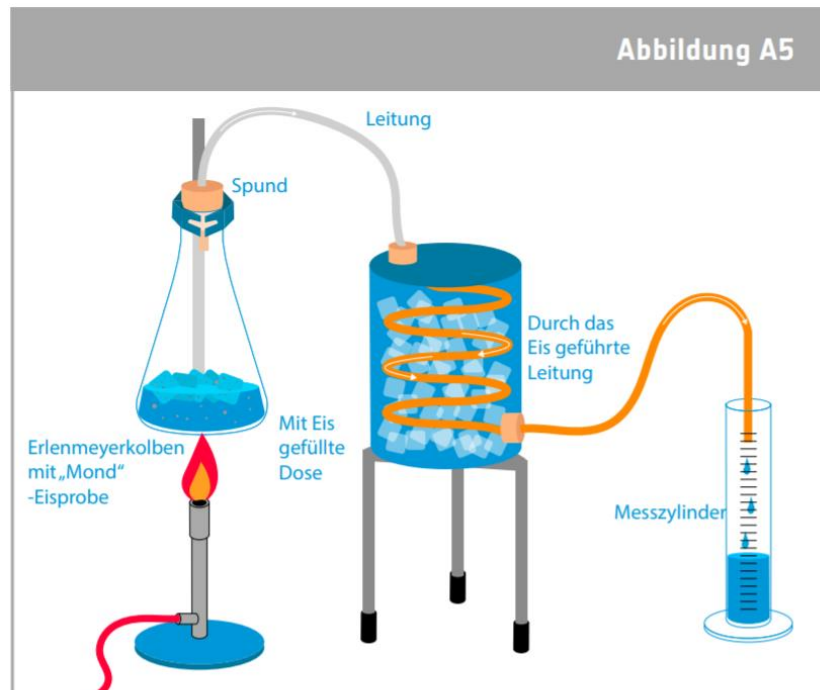 Abbildung A5
Leitung
Spund
Durch das
Eis geführte
Leitung
Mit Eis
gefüllte
Dose
Erlenmeyerkolben
mit „Mond“
-Eisprobe
Messzylinder